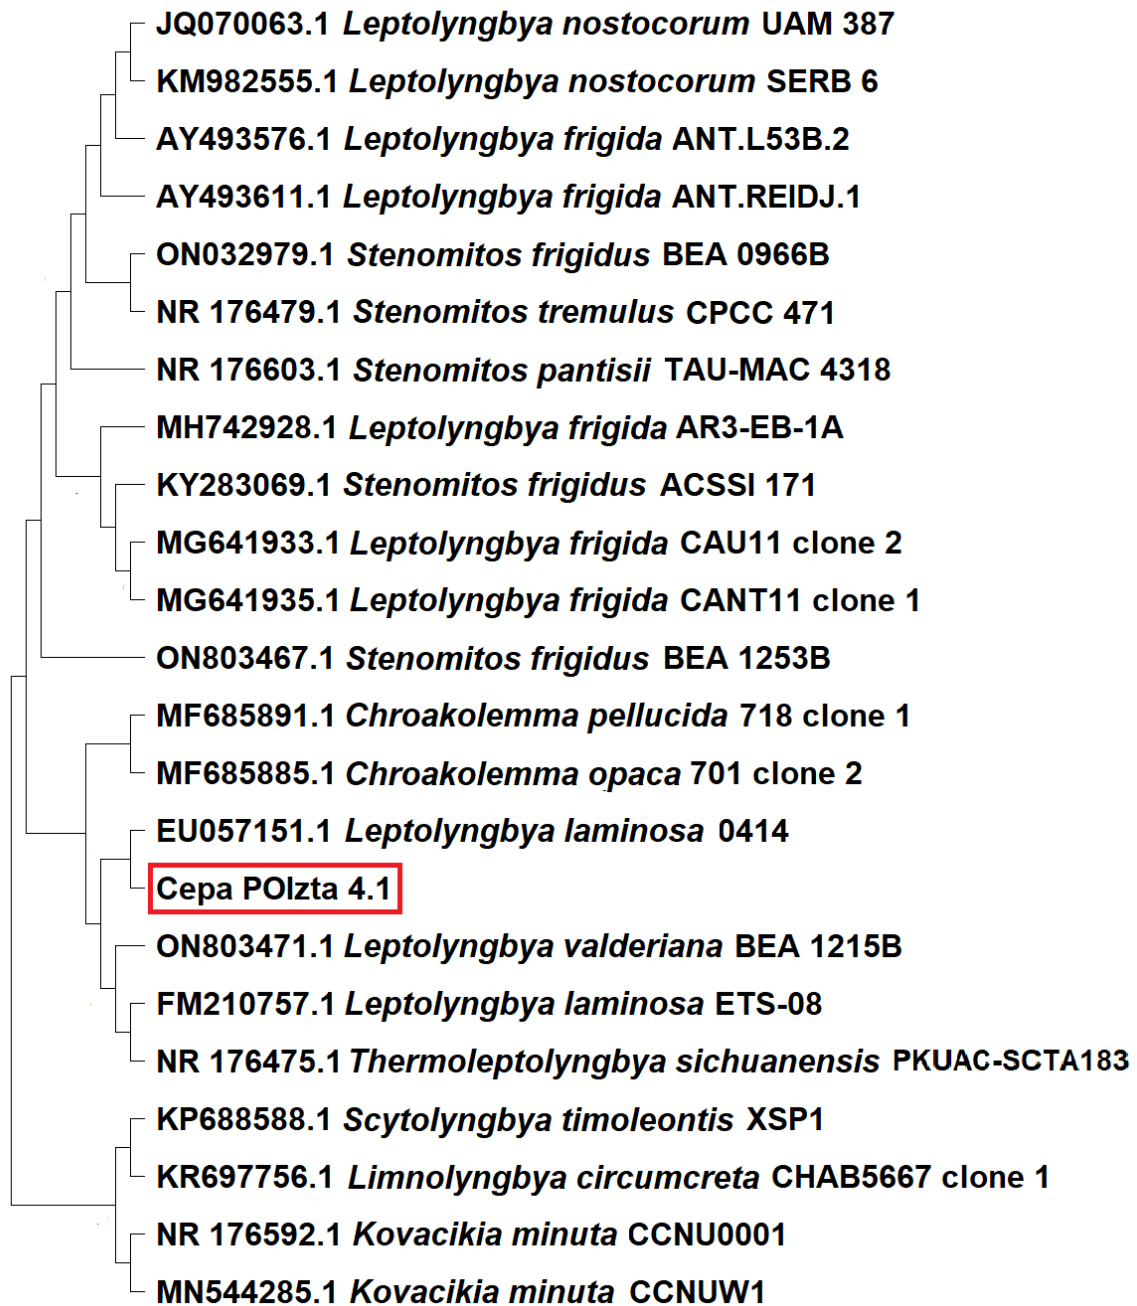 JQ070063.1 Leptolyngbya nostocorum UAM 387
KM982555.1 Leptolyngbya nostocorum SERB 6
AY493576.1 Leptolyngbya frigida ANT.L53B.2
AY493611.1 Leptolyngbya frigida ANT.REIDJ.1
ON032979.1 Stenomitos frigidus BEA 0966B
NR 176479.1 Stenomitos tremulus CPCC 471
NR 176603.1 Stenomitos pantisii TAU-MAC 4318
MH742928.1 Leptolyngbya frigida AR3-EB-1A
KY283069.1 Stenomitos frigidus ACSSI 171
MG641933.1 Leptolyngbya frigida CAU11 clone 2
MG641935.1 Leptolyngbya frigida CANT11 clone 1
ON803467.1 Stenomitos frigidus BEA 1253B
MF685891.1 Chroakolemma pellucida 718 clone 1
MF685885.1 Chroakolemma opaca 701 clone 2
EU057151.1 Leptolyngbya laminosa 0414
Cepa POIzta 4.1
ON803471.1 Leptolyngbya valderiana BEA 1215B
FM210757.1 Leptolyngbya laminosa ETS-08
NR 176475.1 Thermoleptolyngbya sichuanensis PKUAC-SCTA183
KP688588.1 Scytolyngbya timoleontis XSP1
KR697756.1 Limnolyngbya circumcreta CHAB5667 clone 1
NR 176592.1 Kovacikia minuta CCNU0001
MN544285.1 Kovacikia minuta CCNUW1